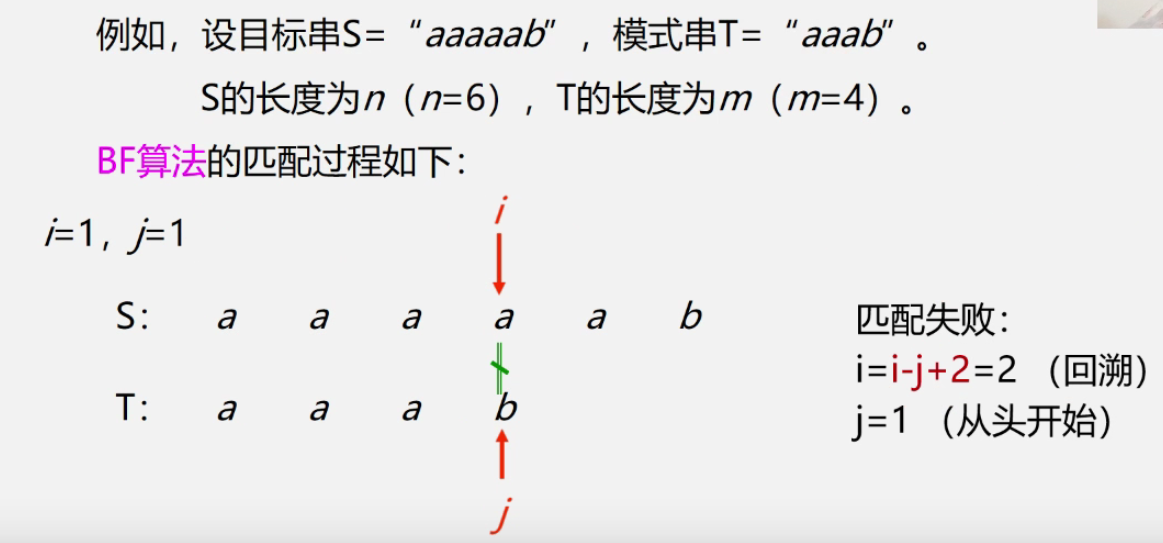 例如，设目标串S=“aaaaab”，模式串T=“aaab”。
S的长度为n（n=6），T的长度为m（m=4）。
BF算法的匹配过程如下：
i
i=1，j=1
S： a a a a a b
匹配失败：
i=i-j+2=2 （回溯）
T： a a a b
j=1 （从头开始）
j